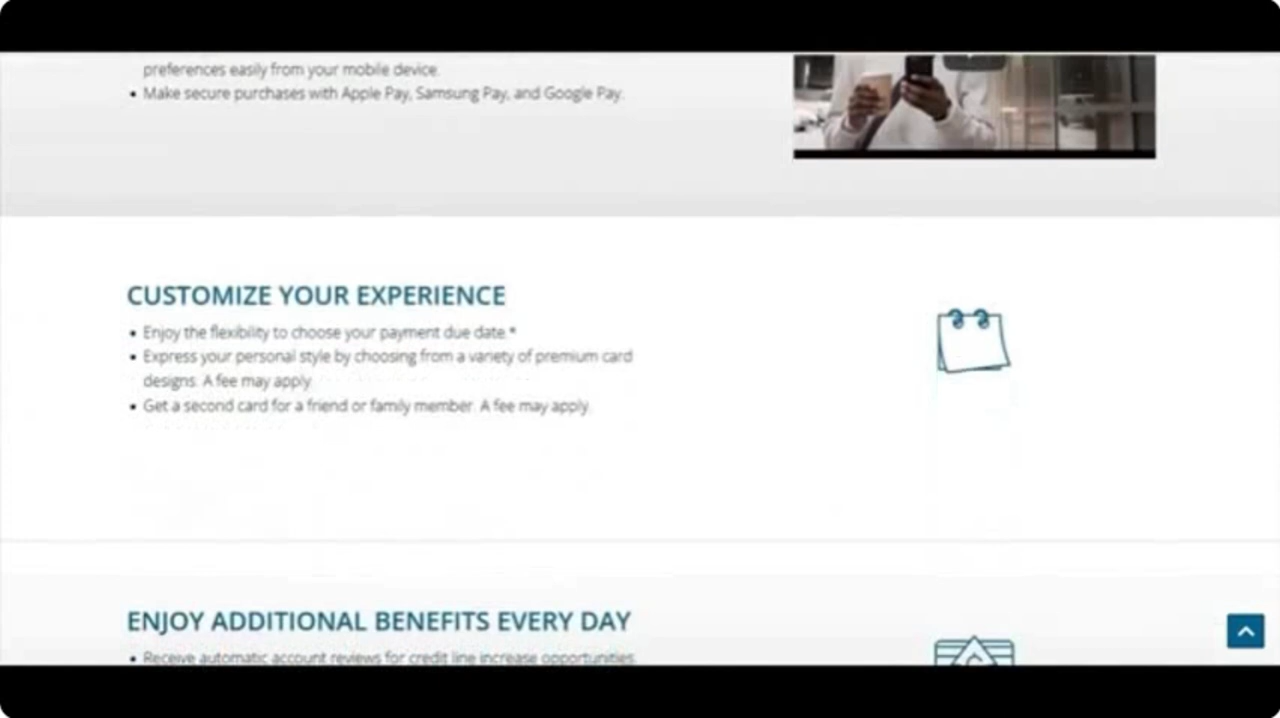 preferences easily from your mobile device.
• Make secure purchases with Apple Pay, Samsung Pay, and Google Pay.
CUSTOMIZE YOUR EXPERIENCE
• Enjoy the flexibility to choose your payment due date.*
• Express your personal style by choosing from a variety of premium card
designs. A fee may apply.
• Get a second card for a friend or family member. A fee may apply.
ENJOY ADDITIONAL BENEFITS EVERY DAY
• Receive automatic account reviews for credit line increase opportunities.